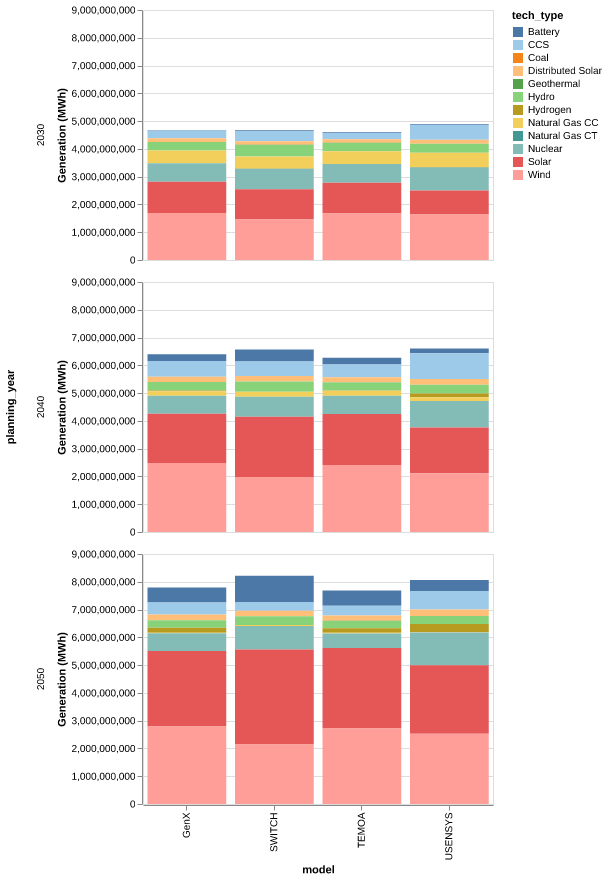 tech_type
Battery
CCS
Coal
Distributed Solar
Geothermal
Hydro
Hydrogen
Natural Gas CC
Natural Gas CT
Nuclear
Solar
Wind
planning_year
2030
Generation (MWh)
9,000,000,000
8,000,000,000
7,000,000,000
6,000,000,000
5,000,000,000
4,000,000,000
3,000,000,000
2,000,000,000
1,000,000,000
0
2040
Generation (MWh)
9,000,000,000
8,000,000,000
7,000,000,000
6,000,000,000
5,000,000,000
4,000,000,000
3,000,000,000
2,000,000,000
1,000,000,000
0
2050
Generation (MWh)
9,000,000,000
8,000,000,000
7,000,000,000
6,000,000,000
5,000,000,000
4,000,000,000
3,000,000,000
2,000,000,000
1,000,000,000
0
GenX
SWITCH
TEMOA
USENSYS
model